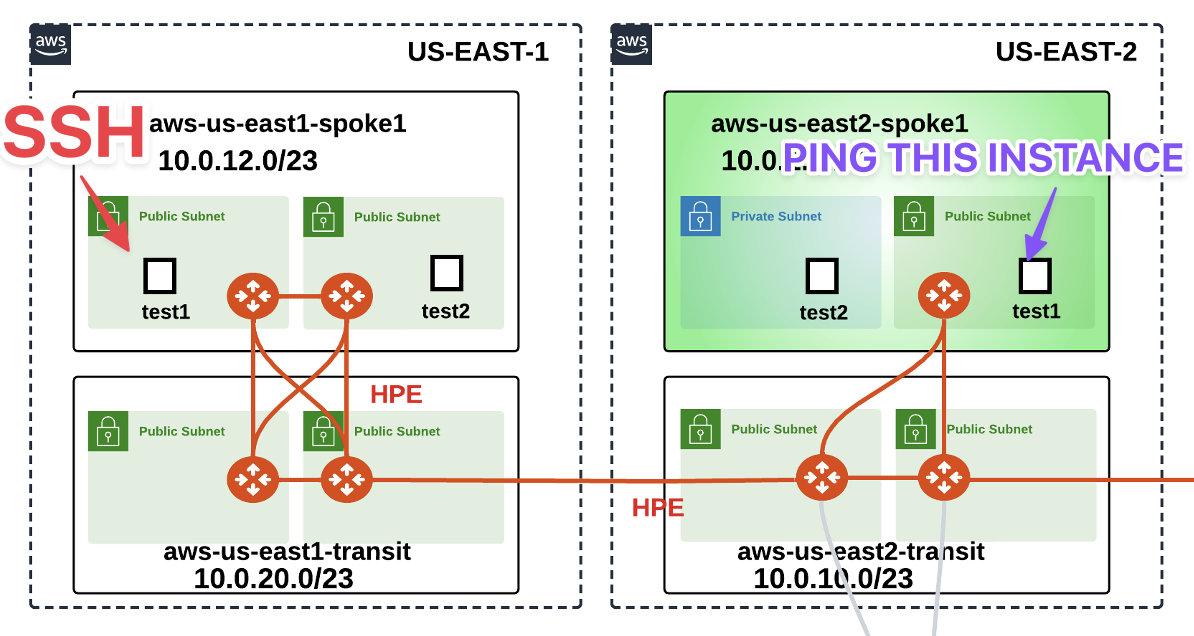 aws
US-EAST-1
aws
US-EAST-2
SSH
aws-us-east1-spoke1
10.0.12.0/23
aws-us-east2-spoke1
10.0.
PING THIS INSTANCE
Public Subnet
Public Subnet
Private Subnet
Public Subnet
test1
test2
test2
test1
HPE
Public Subnet
Public Subnet
Public Subnet
Public Subnet
HPE
aws-us-east1-transit
10.0.20.0/23
aws-us-east2-transit
10.0.10.0/23